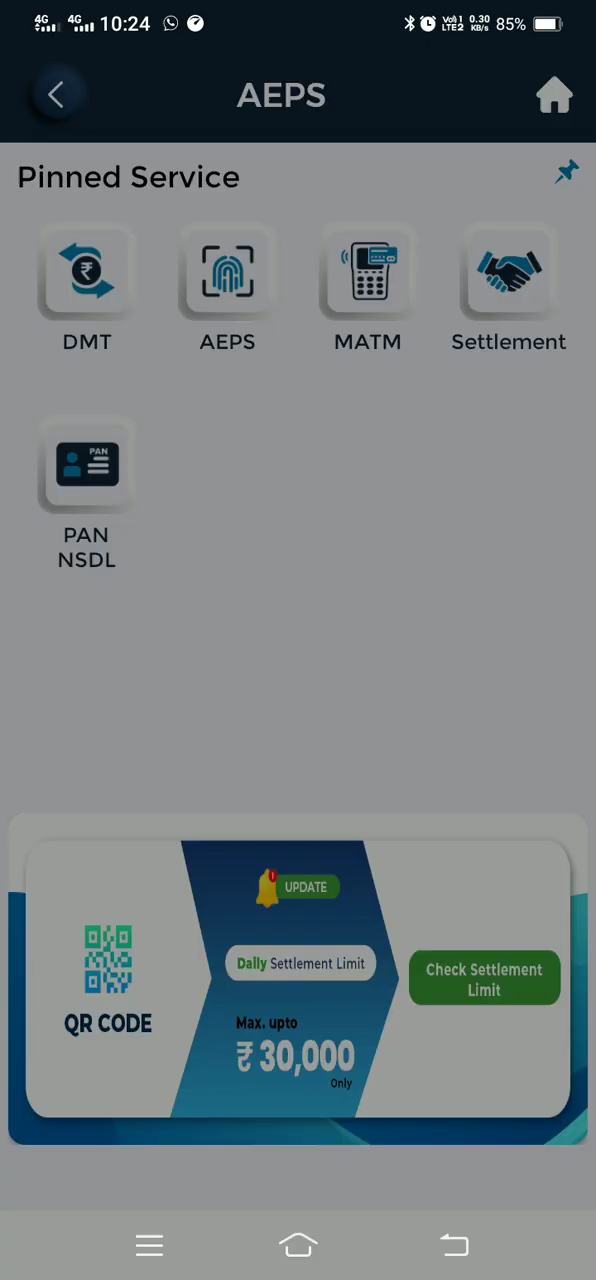 4G 4G 10:24 Vo)) 1 LTE2 0.30 KB/s 85%
AEPS
Pinned Service
DMT AEPS MATM Settlement
PAN
PAN
NSDL
! UPDATE
Daily Settlement Limit
Check Settlement
Limit
QR CODE
Max. upto
₹ 30,000
Only